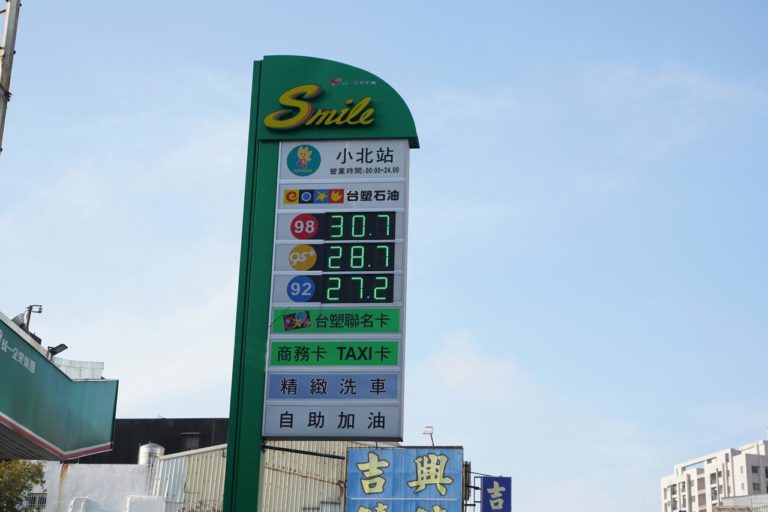 Smile
小北站
營業時間:00:00~24.00
台塑石油
98 30.7
95+ 28.7
92 27.2
台塑聯名卡
商務卡 TAXI卡
精緻洗車
自助加油
吉興
吉